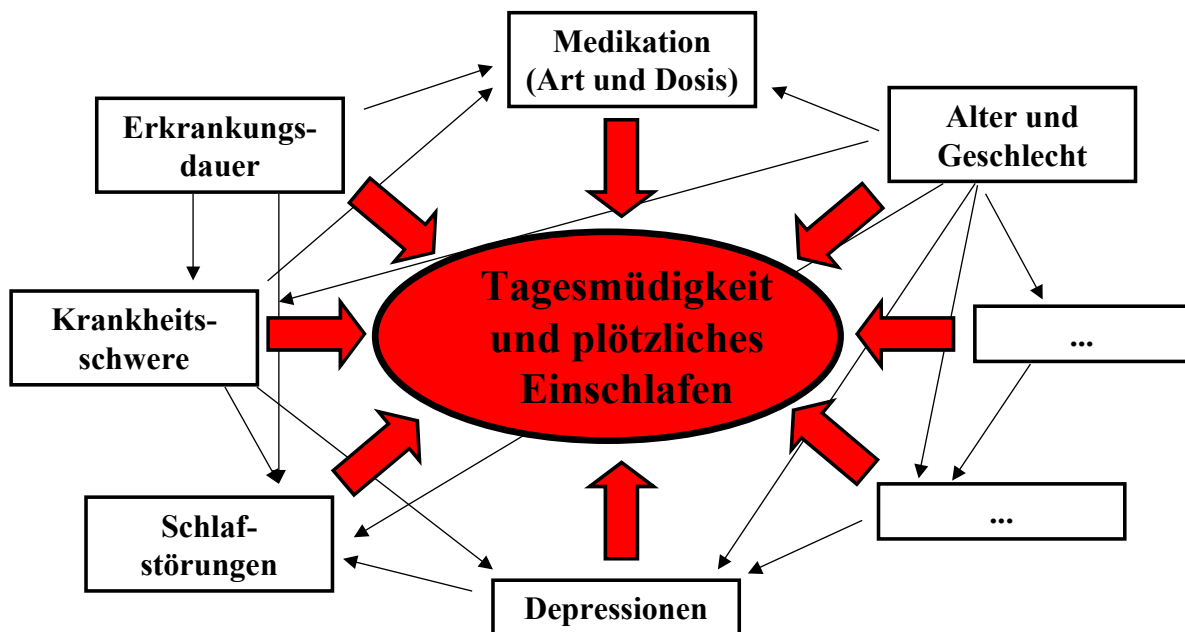 Medikation
(Art und Dosis)
Erkrankungs-
dauer
Alter und
Geschlecht
Tagesmüdigkeit
und plötzliches
Einschlafen
Krankheits-
schwere
...
Schlaf-
störungen
...
Depressionen